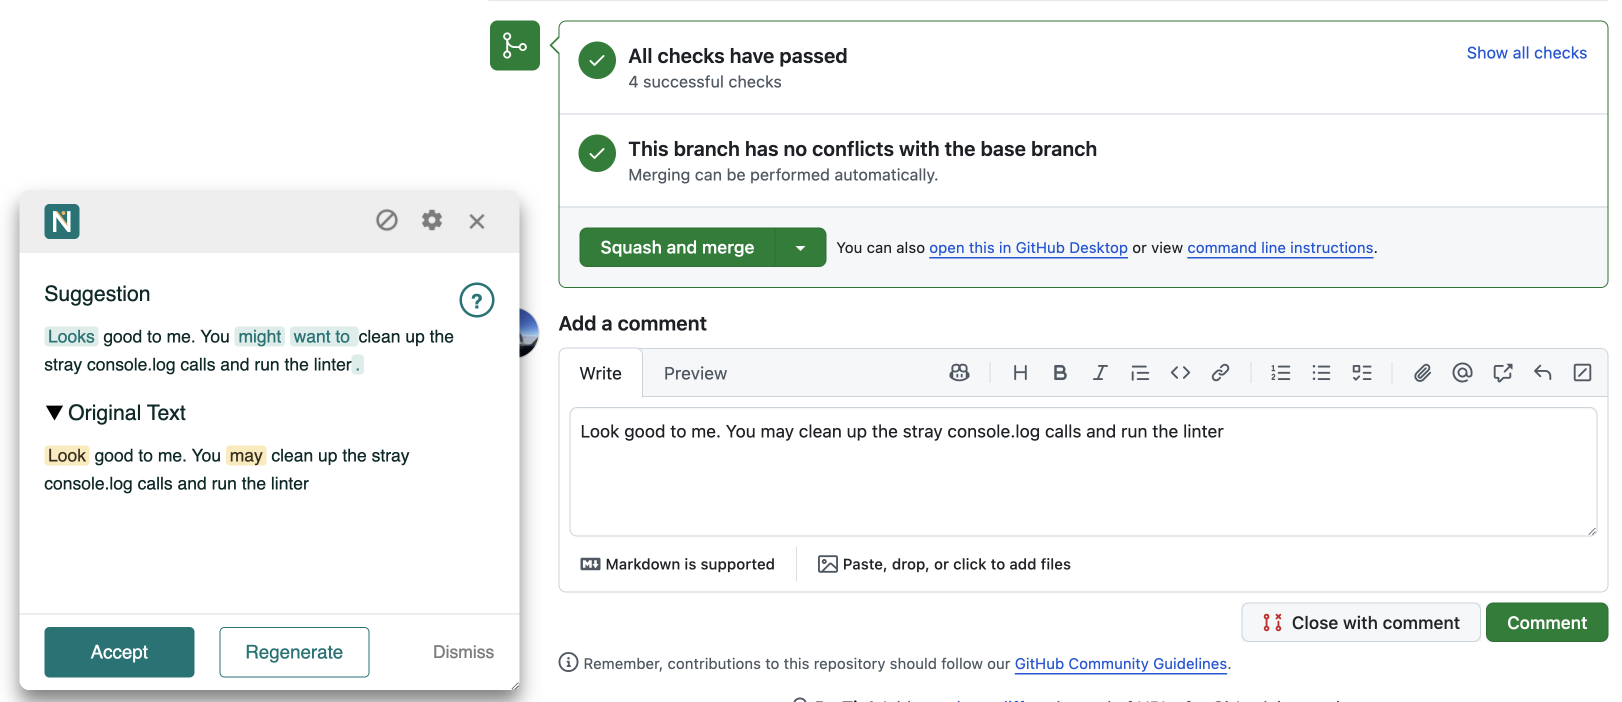 All checks have passed
Show all checks
4 successful checks
This branch has no conflicts with the base branch
Merging can be performed automatically.
Squash and merge
You can also open this in GitHub Desktop or view command line instructions.
N
Suggestion
?
Looks good to me. You might want to clean up the
stray console.log calls and run the linter.
Original Text
Look good to me. You may clean up the stray
console.log calls and run the linter
Accept
Regenerate
Dismiss
Add a comment
Write
Preview
Look good to me. You may clean up the stray console.log calls and run the linter
Markdown is supported
Paste, drop, or click to add files
Close with comment
Comment
Remember, contributions to this repository should follow our GitHub Community Guidelines.